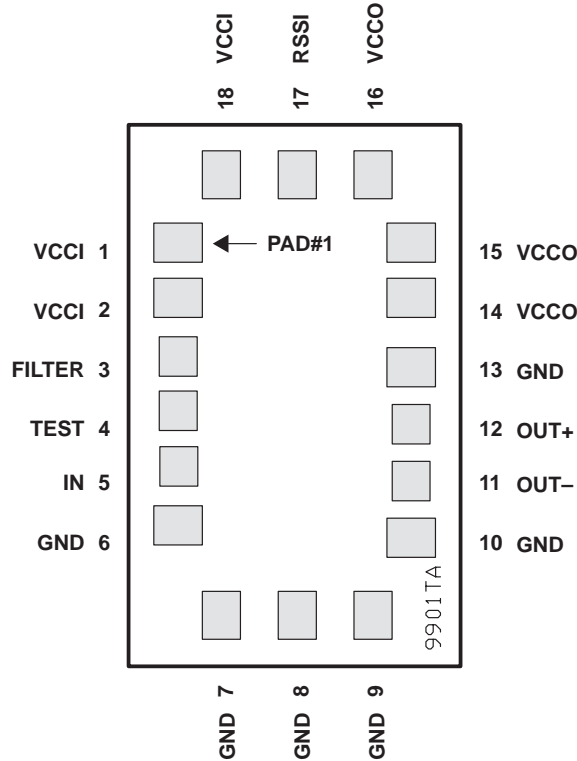 18 VCCI
17 RSSI
16 VCCO
VCCI 1
PAD#1
15 VCCO
VCCI 2
14 VCCO
FILTER 3
13 GND
TEST 4
12 OUT+
IN 5
11 OUT–
GND 6
10 GND
9901TA
GND 7
GND 8
GND 9